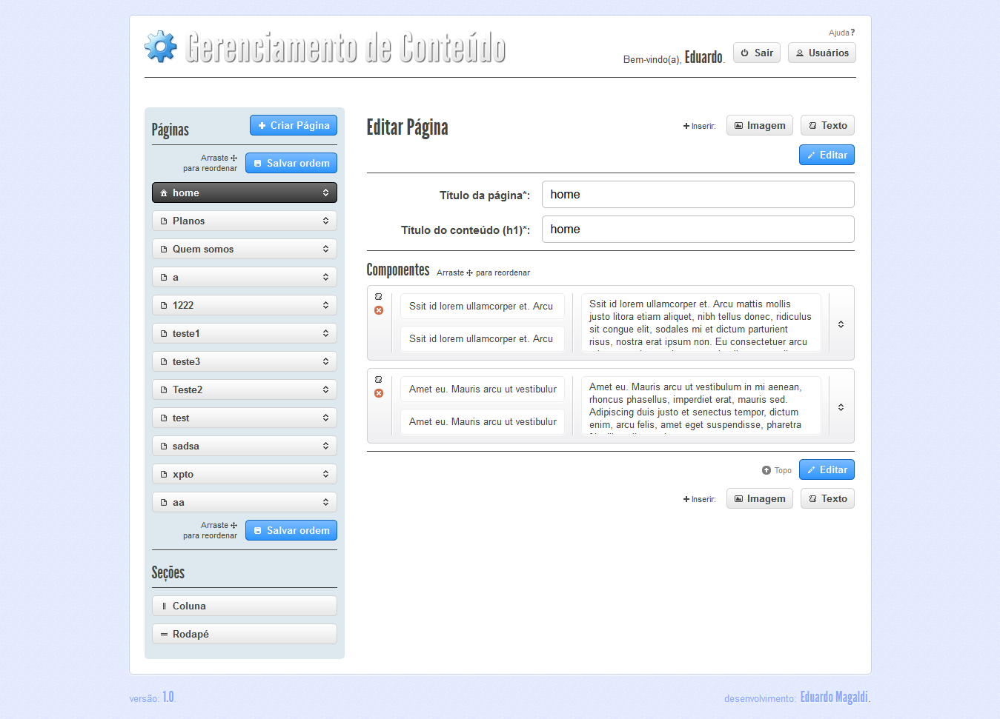 Gerenciamento de Conteúdo
Ajuda ?
Bem-vindo(a), Eduardo.
Sair
Usuários
Páginas
Criar Página
Arraste
para reordenar
Salvar ordem
home
Planos
Quem somos
a
1222
teste1
teste3
Teste2
test
sadsa
xpto
aa
Arraste
para reordenar
Salvar ordem
Seções
Coluna
Rodapé
Editar Página
Inserir:
Imagem
Texto
Editar
Título da página*:
home
Título do conteúdo (h1)*:
home
Componentes
Arraste para reordenar
Ssit id lorem ullamcorper et. Arcu
Ssit id lorem ullamcorper et. Arcu
Ssit id lorem ullamcorper et. Arcu mattis mollis
justo litora etiam aliquet, nibh tellus donec, ridiculus
sit congue elit, sodales mi et dictum parturient
risus, nostra erat ipsum non. Eu consectetuer arcu
Amet eu. Mauris arcu ut vestibulur
Amet eu. Mauris arcu ut vestibulur
Amet eu. Mauris arcu ut vestibulum in mi aenean,
rhoncus phasellus, imperdiet erat, mauris sed.
Adipiscing duis justo et senectus tempor, dictum
enim, arcu felis, amet eget suspendisse, pharetra
Topo
Editar
Inserir:
Imagem
Texto
versão: 1.0.
desenvolvimento: Eduardo Magaldi.